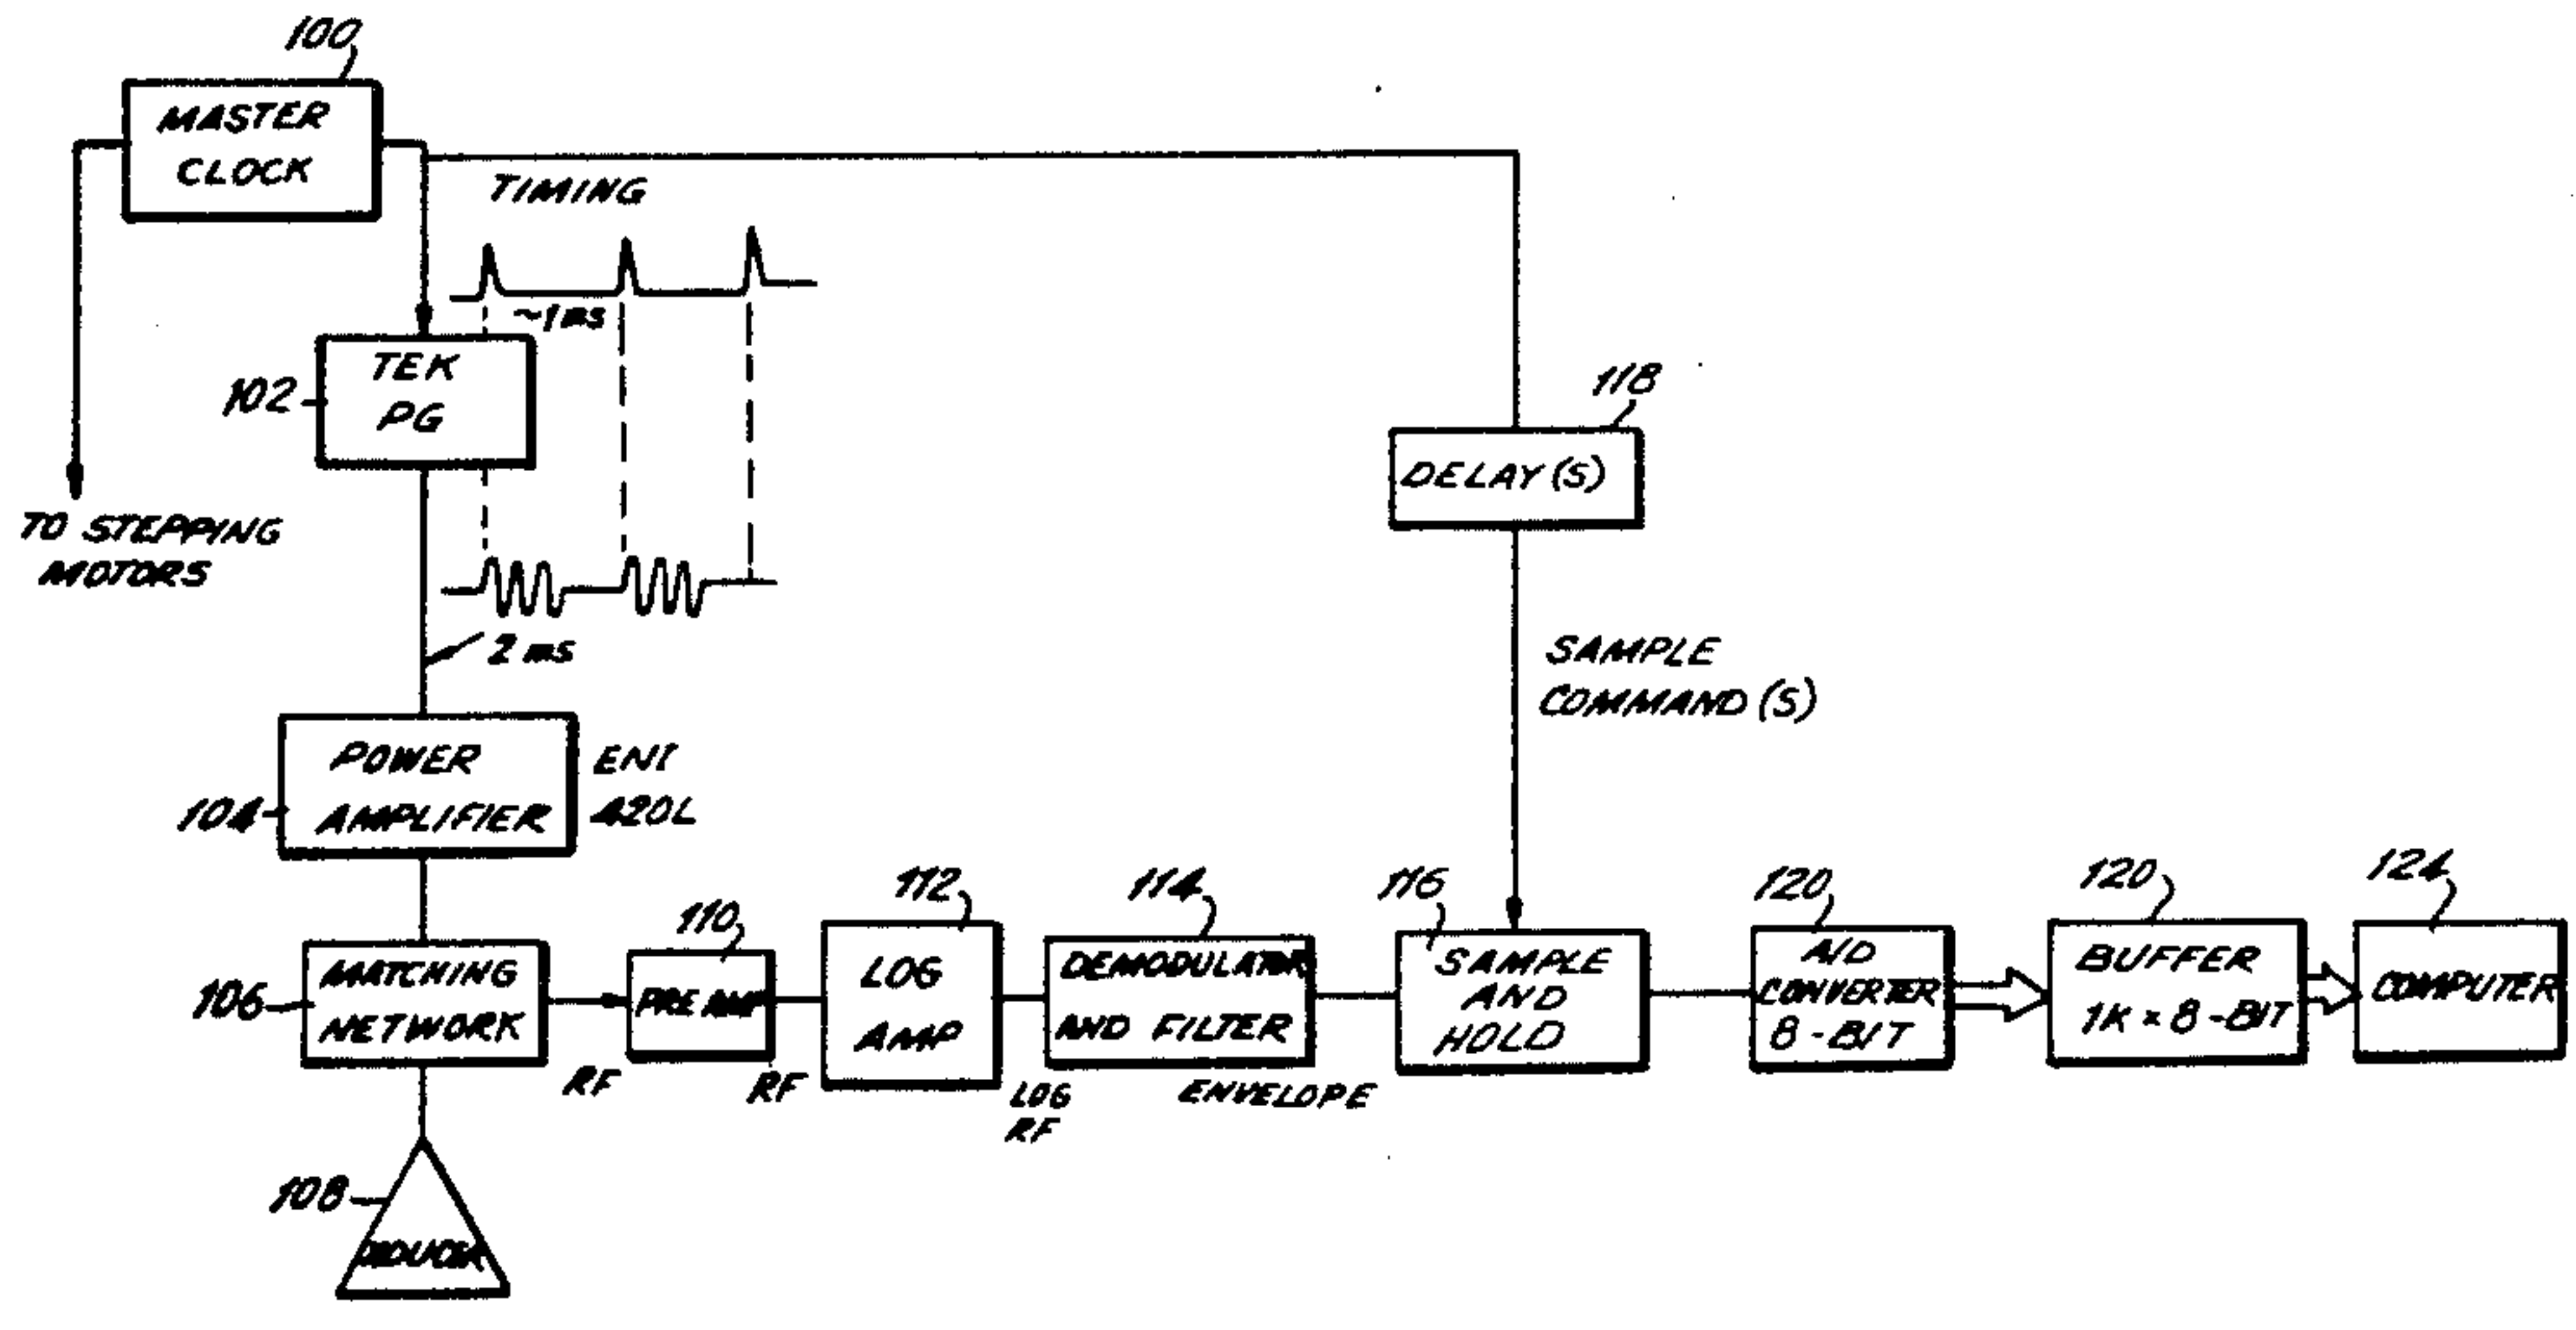 100
MASTER
CLOCK
TIMING
~1 ms
102
TEK
PG
118
DELAY (S)
TO STEPPING
MOTORS
2 ms
SAMPLE
COMMAND (S)
104
POWER
AMPLIFIER
ENI
420L
106
MATCHING
NETWORK
RF
110
PRE AMP
RF
112
LOG
AMP
LOG
RF
114
DEMODULATOR
AND FILTER
ENVELOPE
116
SAMPLE
AND
HOLD
120
A/D
CONVERTER
8-BIT
120
BUFFER
1K × 8-BIT
124
COMPUTER
108